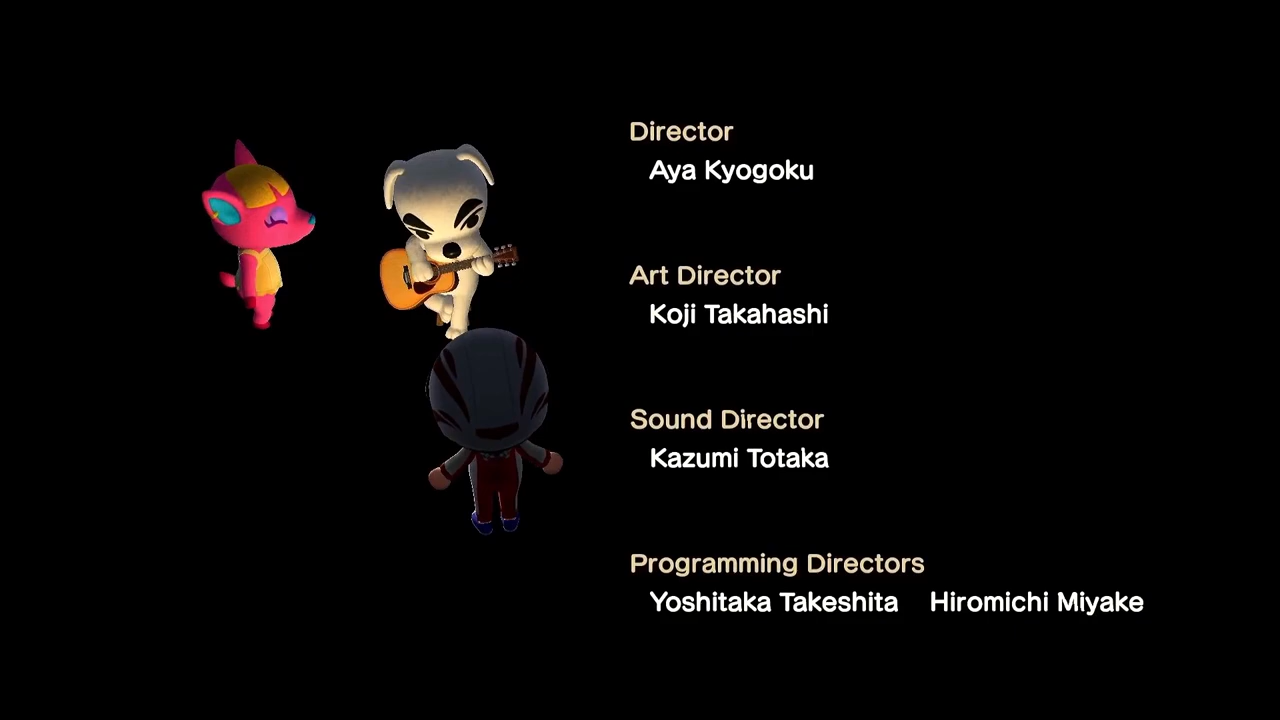 Director
Aya Kyogoku
Art Director
Koji Takahashi
Sound Director
Kazumi Totaka
Programming Directors
Yoshitaka Takeshita Hiromichi Miyake